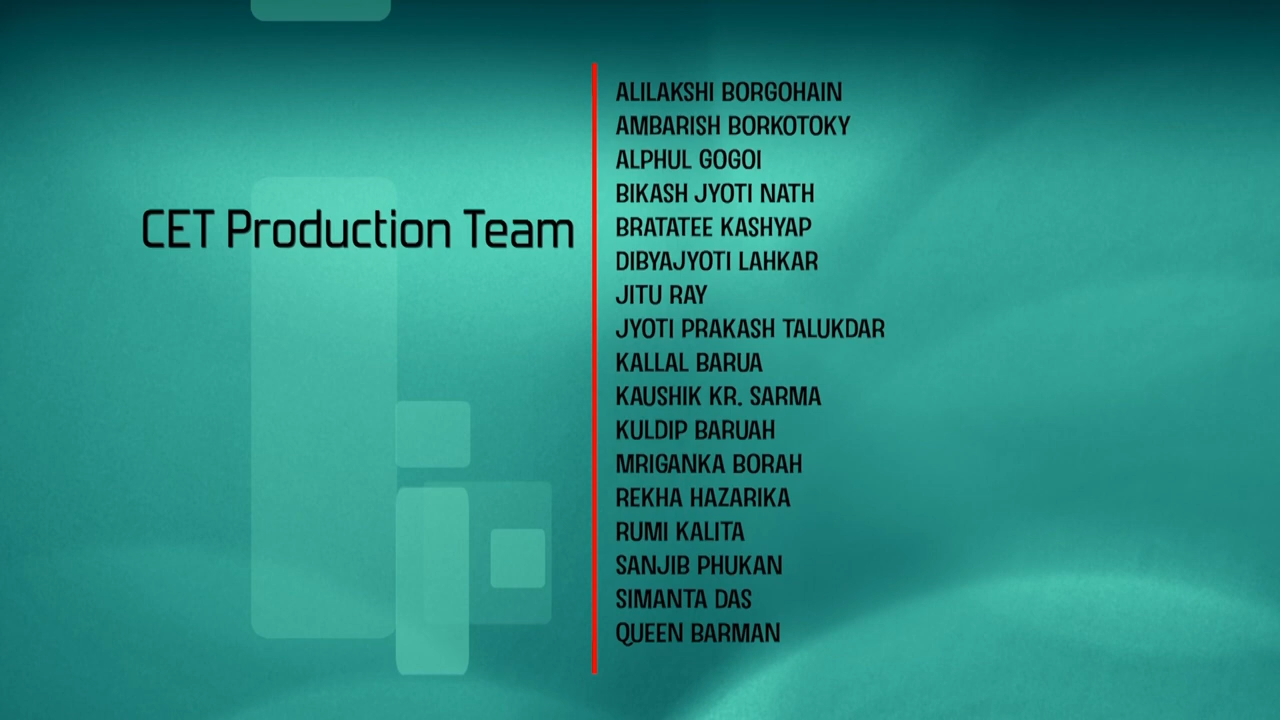 CET Production Team
ALILAKSHI BORGOHAIN
AMBARISH BORKOTOKY
ALPHUL GOGOI
BIKASH JYOTI NATH
BRATATEE KASHYAP
DIBYAJYOTI LAHKAR
JITU RAY
JYOTI PRAKASH TALUKDAR
KALLAL BARUA
KAUSHIK KR. SARMA
KULDIP BARUAH
MRIGANKA BORAH
REKHA HAZARIKA
RUMI KALITA
SANJIB PHUKAN
SIMANTA DAS
QUEEN BARMAN